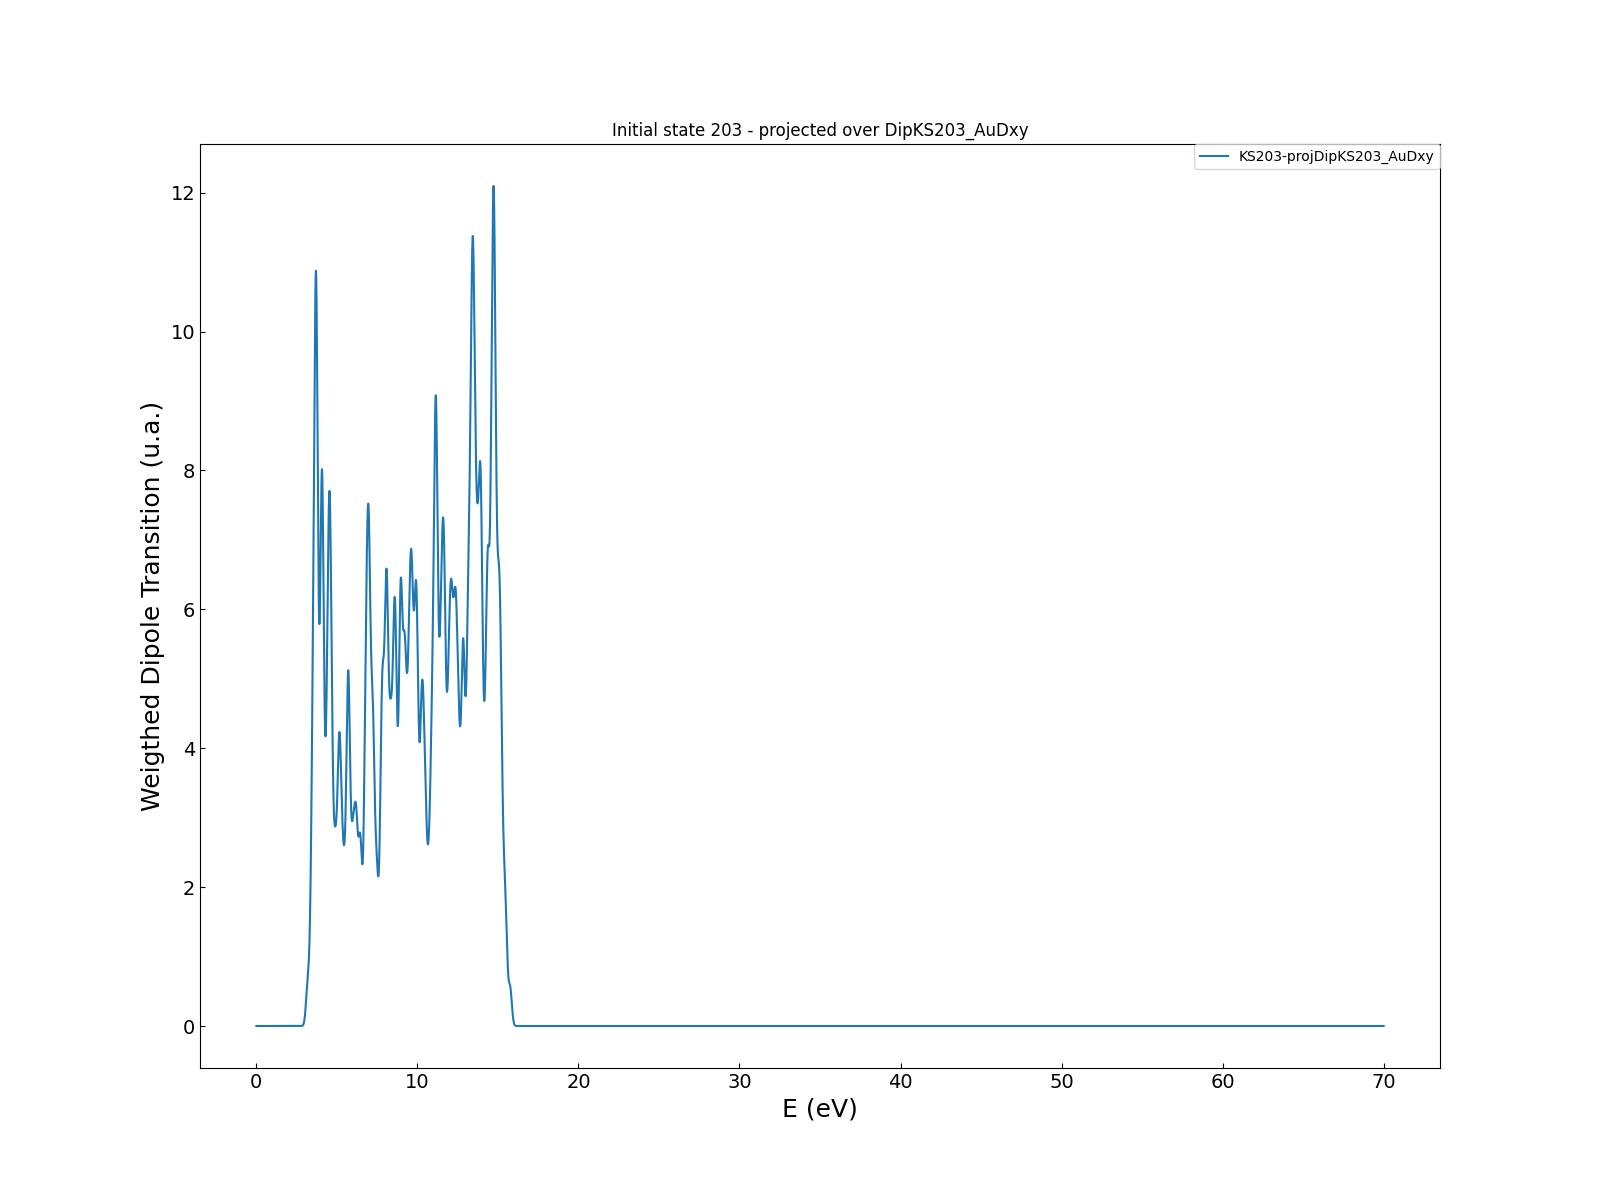 Initial state 203 - projected over DipKS203_AuDxy
KS203-projDipKS203_AuDxy
12
10
8
6
4
2
0
Weigthed Dipole Transition (u.a.)
0 10 20 30 40 50 60 70
E (eV)